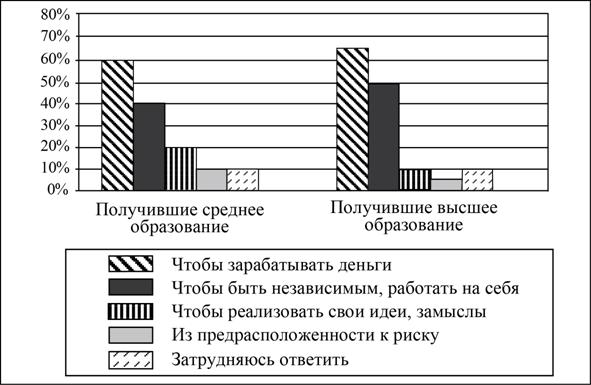 80%
70%
60%
50%
40%
30%
20%
10%
0%
Получившие среднее
образование
Получившие высшее
образование
Чтобы зарабатывать деньги
Чтобы быть независимым, работать на себя
Чтобы реализовать свои идеи, замыслы
Из предрасположенности к риску
Затрудняюсь ответить